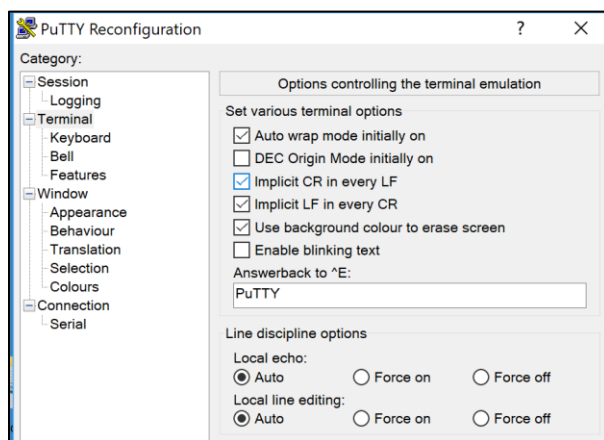 PuTTY Reconfiguration
?
Category:
Session
Logging
Terminal
Keyboard
Bell
Features
Window
Appearance
Behaviour
Translation
Selection
Colours
Connection
Serial
Options controlling the terminal emulation
Set various terminal options
Auto wrap mode initially on
DEC Origin Mode initially on
Implicit CR in every LF
Implicit LF in every CR
Use background colour to erase screen
Enable blinking text
Answerback to ^E:
PuTTY
Line discipline options
Local echo:
Auto Force on Force off
Local line editing:
Auto Force on Force off